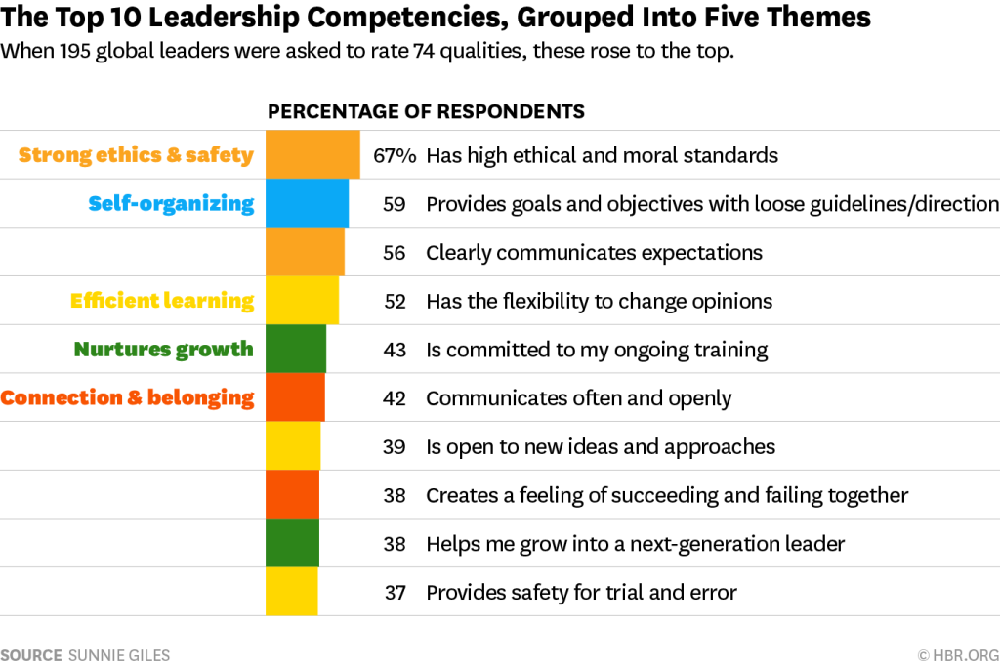 The Top 10 Leadership Competencies, Grouped Into Five Themes
When 195 global leaders were asked to rate 74 qualities, these rose to the top.
PERCENTAGE OF RESPONDENTS
Strong ethics & safety 67% Has high ethical and moral standards
Self-organizing 59 Provides goals and objectives with loose guidelines/direction
56 Clearly communicates expectations
Efficient learning 52 Has the flexibility to change opinions
Nurtures growth 43 Is committed to my ongoing training
Connection & belonging 42 Communicates often and openly
39 Is open to new ideas and approaches
38 Creates a feeling of succeeding and failing together
38 Helps me grow into a next-generation leader
37 Provides safety for trial and error
SOURCE SUNNIE GILES © HBR.ORG